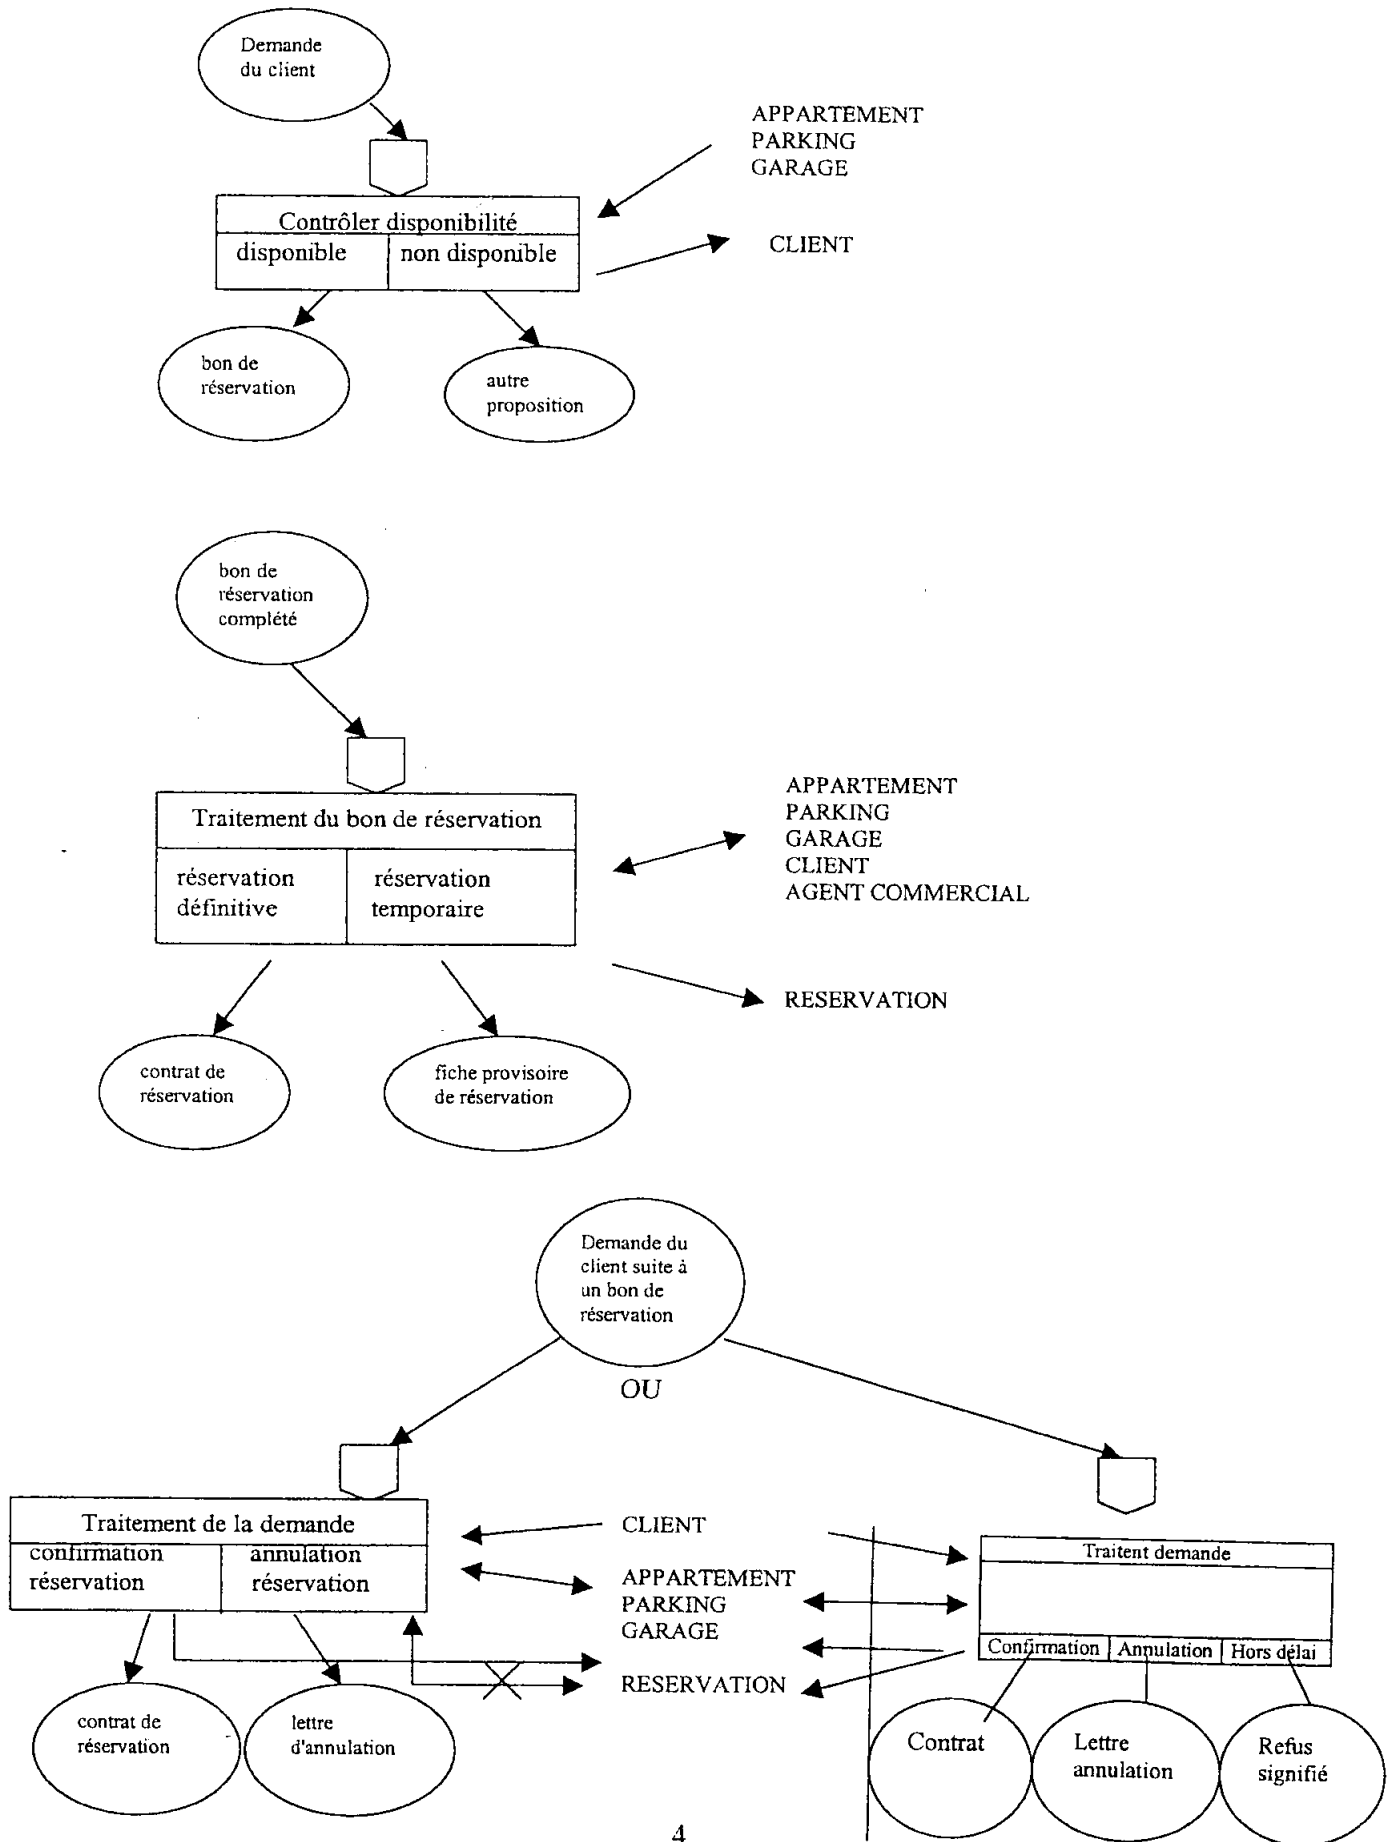 Demande
du client
APPARTEMENT
PARKING
GARAGE
Contrôler disponibilité
disponible
non disponible
CLIENT
bon de
réservation
autre
proposition
bon de
réservation
complété
Traitement du bon de réservation
réservation
définitive
réservation
temporaire
APPARTEMENT
PARKING
GARAGE
CLIENT
AGENT COMMERCIAL
RESERVATION
contrat de
réservation
fiche provisoire
de réservation
Demande du
client suite à
un bon de
réservation
OU
Traitement de la demande
confirmation
réservation
annulation
réservation
CLIENT
APPARTEMENT
PARKING
GARAGE
RESERVATION
Traitent demande
Confirmation
Annulation
Hors délai
contrat de
réservation
lettre
d'annulation
Contrat
Lettre
annulation
Refus
signifié
4